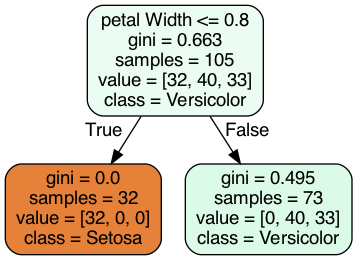 petal Width <= 0.8
gini = 0.663
samples = 105
value = [32, 40, 33]
class = Versicolor
True
False
gini = 0.0
samples = 32
value = [32, 0, 0]
class = Setosa
gini = 0.495
samples = 73
value = [0, 40, 33]
class = Versicolor